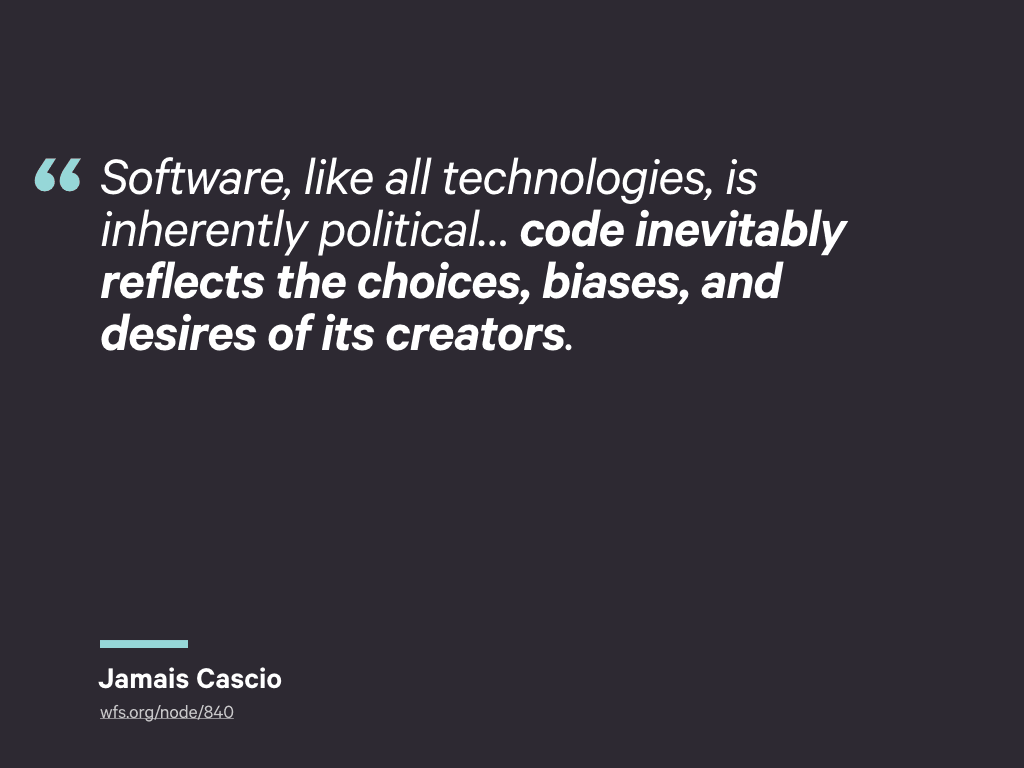 “ Software, like all technologies, is
inherently political... code inevitably
reflects the choices, biases, and
desires of its creators.
Jamais Cascio
wfs.org/node/840